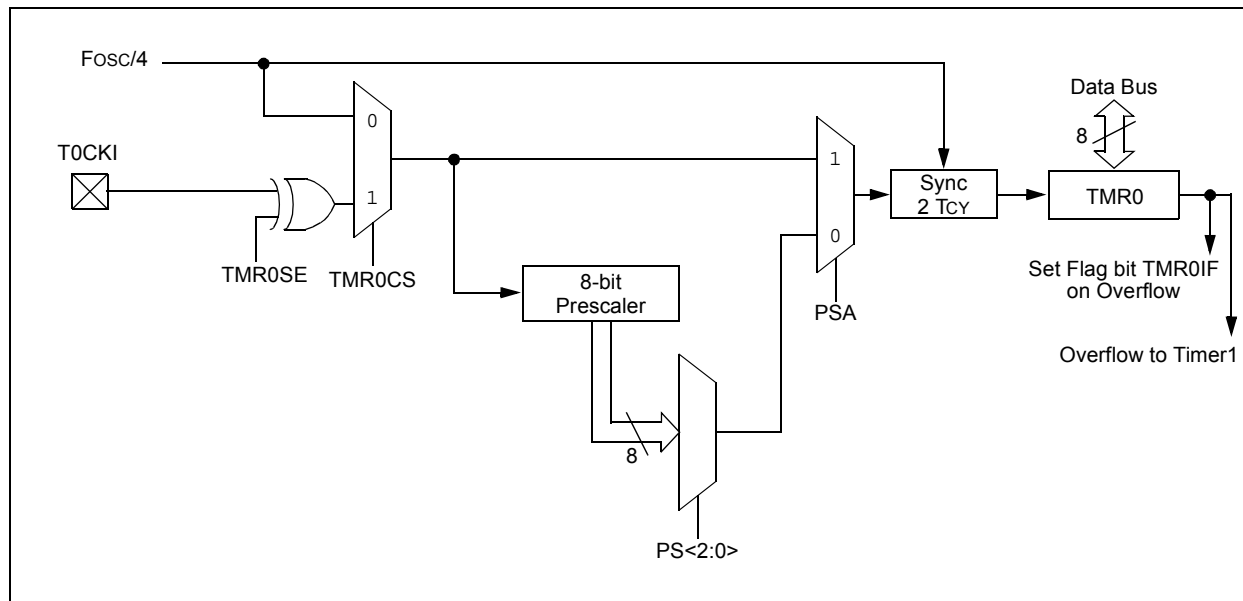 FOSC/4
Data Bus
8
T0CKI
0
1
1
0
Sync
2 TCY
TMR0
TMR0SE
TMR0CS
8-bit
Prescaler
PSA
Set Flag bit TMR0IF
on Overflow
Overflow to Timer1
8
PS<2:0>